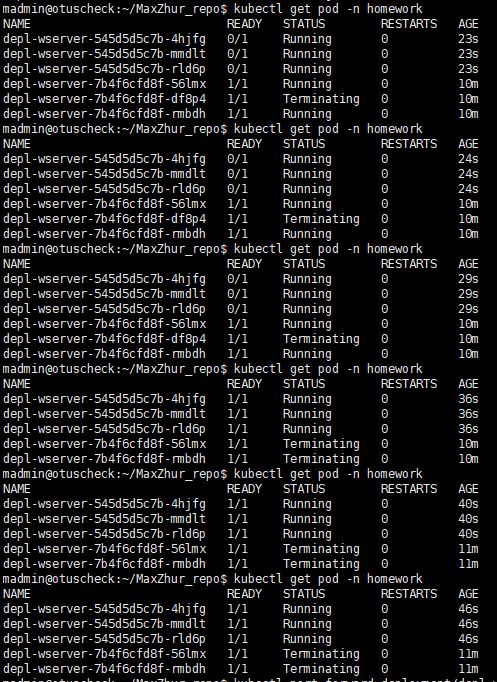 madmin@otuscheck:~/MaxZhur_repo$ kubectl get pod -n homework
NAME READY STATUS RESTARTS AGE
depl-wserver-545d5d5c7b-4hjfg 0/1 Running 0 23s
depl-wserver-545d5d5c7b-mmdlt 0/1 Running 0 23s
depl-wserver-545d5d5c7b-rld6p 0/1 Running 0 23s
depl-wserver-7b4f6cfd8f-56lmx 1/1 Running 0 10m
depl-wserver-7b4f6cfd8f-df8p4 1/1 Terminating 0 10m
depl-wserver-7b4f6cfd8f-rmbdh 1/1 Running 0 10m
madmin@otuscheck:~/MaxZhur_repo$ kubectl get pod -n homework
NAME READY STATUS RESTARTS AGE
depl-wserver-545d5d5c7b-4hjfg 0/1 Running 0 24s
depl-wserver-545d5d5c7b-mmdlt 0/1 Running 0 24s
depl-wserver-545d5d5c7b-rld6p 0/1 Running 0 24s
depl-wserver-7b4f6cfd8f-56lmx 1/1 Running 0 10m
depl-wserver-7b4f6cfd8f-df8p4 1/1 Terminating 0 10m
depl-wserver-7b4f6cfd8f-rmbdh 1/1 Running 0 10m
madmin@otuscheck:~/MaxZhur_repo$ kubectl get pod -n homework
NAME READY STATUS RESTARTS AGE
depl-wserver-545d5d5c7b-4hjfg 0/1 Running 0 29s
depl-wserver-545d5d5c7b-mmdlt 0/1 Running 0 29s
depl-wserver-545d5d5c7b-rld6p 0/1 Running 0 29s
depl-wserver-7b4f6cfd8f-56lmx 1/1 Running 0 10m
depl-wserver-7b4f6cfd8f-df8p4 1/1 Terminating 0 10m
depl-wserver-7b4f6cfd8f-rmbdh 1/1 Running 0 10m
madmin@otuscheck:~/MaxZhur_repo$ kubectl get pod -n homework
NAME READY STATUS RESTARTS AGE
depl-wserver-545d5d5c7b-4hjfg 1/1 Running 0 36s
depl-wserver-545d5d5c7b-mmdlt 1/1 Running 0 36s
depl-wserver-545d5d5c7b-rld6p 1/1 Running 0 36s
depl-wserver-7b4f6cfd8f-56lmx 1/1 Terminating 0 10m
depl-wserver-7b4f6cfd8f-rmbdh 1/1 Terminating 0 10m
madmin@otuscheck:~/MaxZhur_repo$ kubectl get pod -n homework
NAME READY STATUS RESTARTS AGE
depl-wserver-545d5d5c7b-4hjfg 1/1 Running 0 40s
depl-wserver-545d5d5c7b-mmdlt 1/1 Running 0 40s
depl-wserver-545d5d5c7b-rld6p 1/1 Running 0 40s
depl-wserver-7b4f6cfd8f-56lmx 1/1 Terminating 0 11m
depl-wserver-7b4f6cfd8f-rmbdh 1/1 Terminating 0 11m
madmin@otuscheck:~/MaxZhur_repo$ kubectl get pod -n homework
NAME READY STATUS RESTARTS AGE
depl-wserver-545d5d5c7b-4hjfg 1/1 Running 0 46s
depl-wserver-545d5d5c7b-mmdlt 1/1 Running 0 46s
depl-wserver-545d5d5c7b-rld6p 1/1 Running 0 46s
depl-wserver-7b4f6cfd8f-56lmx 1/1 Terminating 0 11m
depl-wserver-7b4f6cfd8f-rmbdh 1/1 Terminating 0 11m